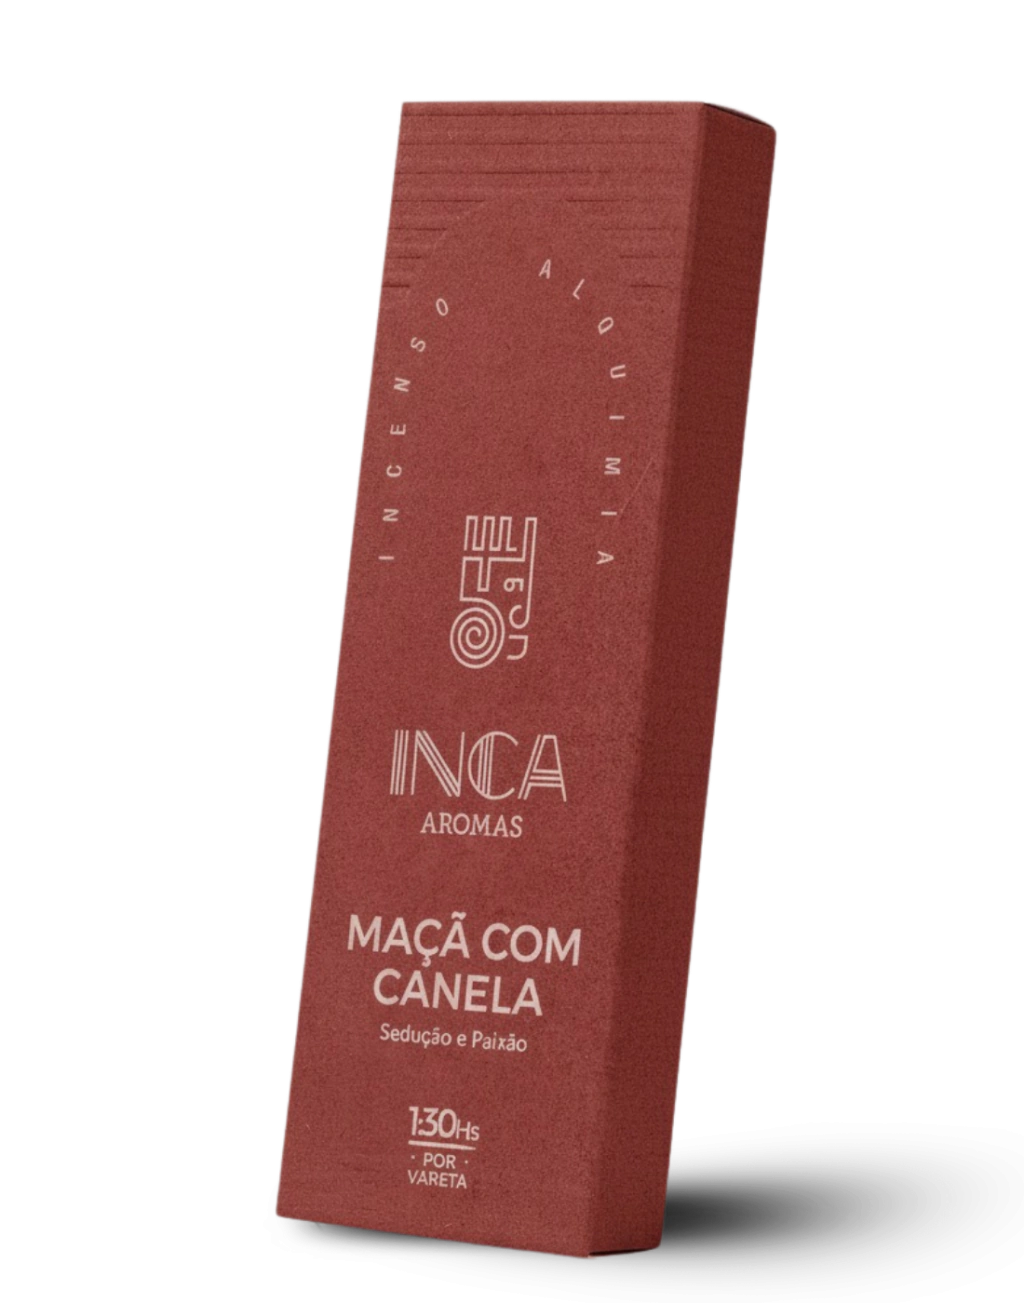 INCENSO ALQUIMIA
INCA
AROMAS
MAÇÃ COM
CANELA
Sedução e Paixão
1:30Hs
· POR ·
VARETA